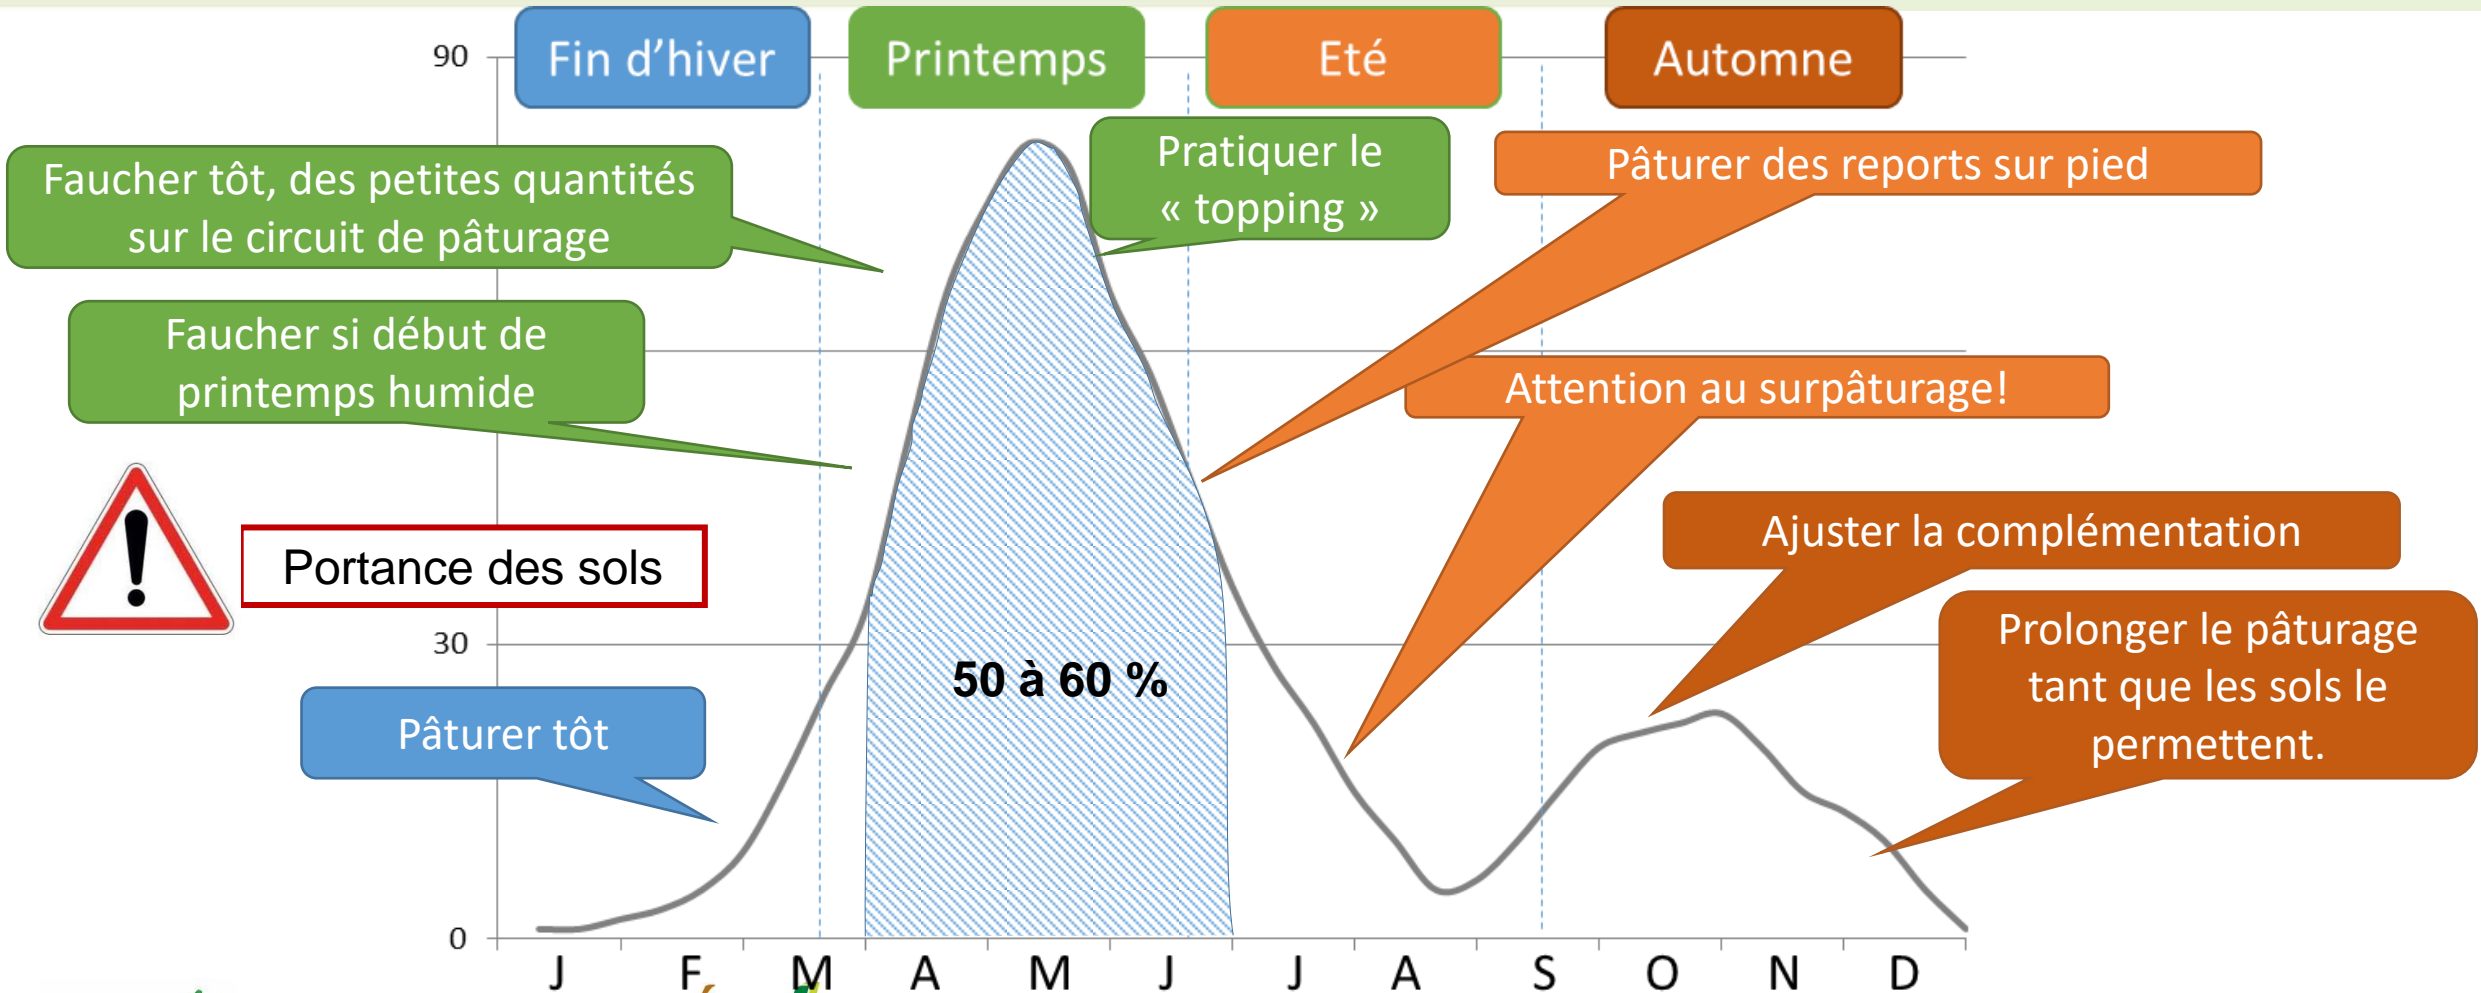 Fin d’hiver
Printemps
Eté
Automne
90
Faucher tôt, des petites quantités
sur le circuit de pâturage
Pratiquer le
« topping »
Pâturer des reports sur pied
Faucher si début de
printemps humide
Attention au surpâturage!
Portance des sols
Ajuster la complémentation
30
50 à 60 %
Prolonger le pâturage
tant que les sols le
permettent.
Pâturer tôt
0
J F M A M J J A S O N D